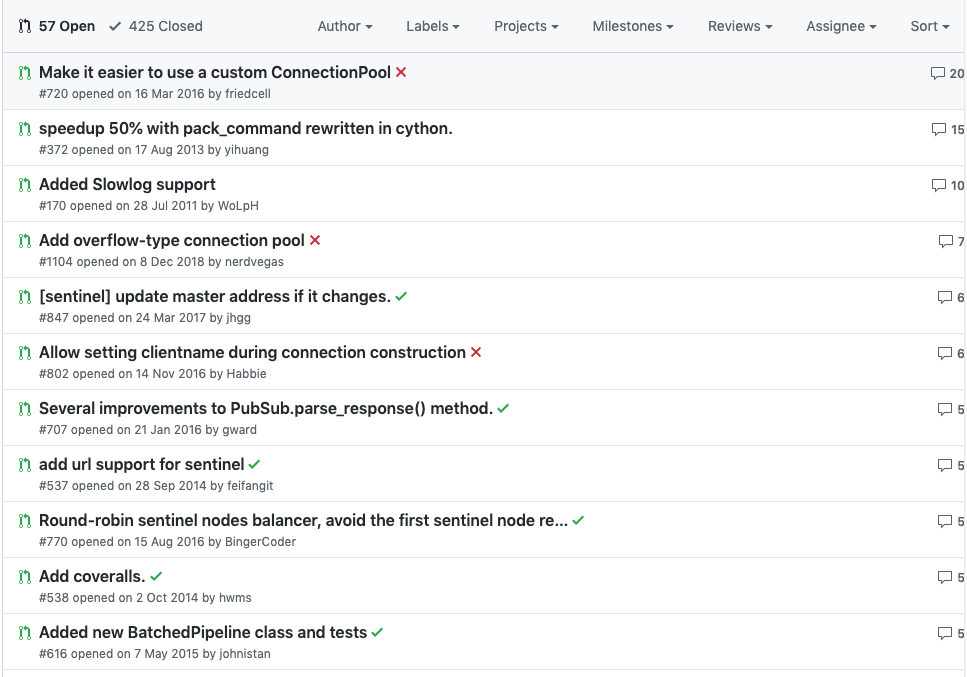 57 Open 425 Closed Author Labels Projects Milestones Reviews Assignee Sort
Make it easier to use a custom ConnectionPool 20
#720 opened on 16 Mar 2016 by friedcell
speedup 50% with pack_command rewritten in cython. 15
#372 opened on 17 Aug 2013 by yihuang
Added Slowlog support 10
#170 opened on 28 Jul 2011 by WoLpH
Add overflow-type connection pool 7
#1104 opened on 8 Dec 2018 by nerdvegas
[sentinel] update master address if it changes. 6
#847 opened on 24 Mar 2017 by jhgg
Allow setting clientname during connection construction 6
#802 opened on 14 Nov 2016 by Habbie
Several improvements to PubSub.parse_response() method. 5
#707 opened on 21 Jan 2016 by gward
add url support for sentinel 5
#537 opened on 28 Sep 2014 by feifangit
Round-robin sentinel nodes balancer, avoid the first sentinel node re... 5
#770 opened on 15 Aug 2016 by BingerCoder
Add coveralls. 5
#538 opened on 2 Oct 2014 by hwms
Added new BatchedPipeline class and tests 5
#616 opened on 7 May 2015 by johnistan